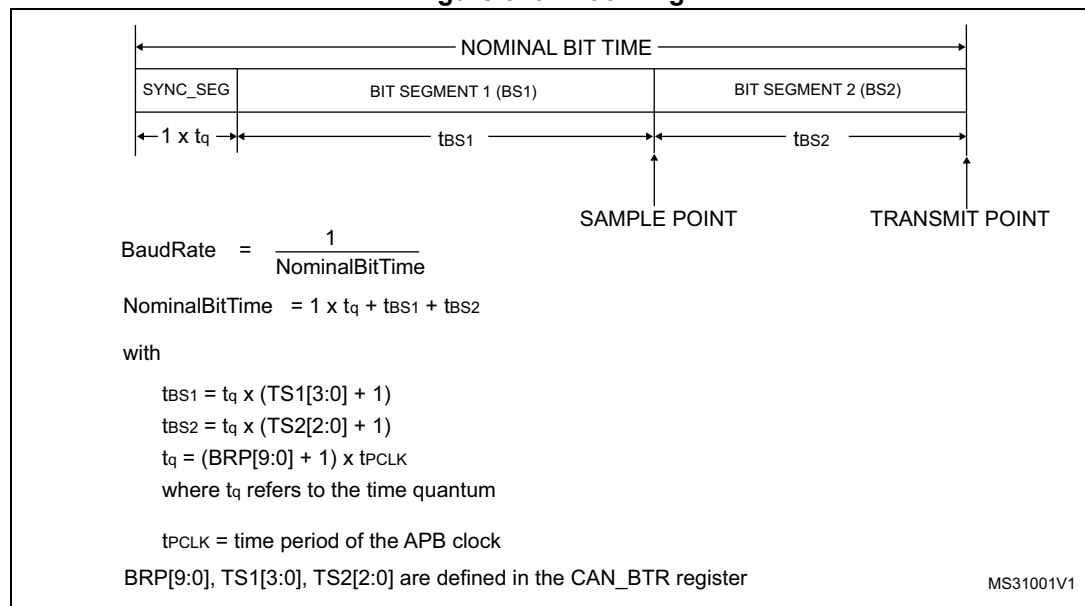 NOMINAL BIT TIME
SYNC_SEG BIT SEGMENT 1 (BS1) BIT SEGMENT 2 (BS2)
1 x tq tBS1 tBS2
SAMPLE POINT TRANSMIT POINT
BaudRate = 1
NominalBitTime
NominalBitTime = 1 x tq + tBS1 + tBS2
with
tBS1 = tq x (TS1[3:0] + 1)
tBS2 = tq x (TS2[2:0] + 1)
tq = (BRP[9:0] + 1) x tPCLK
where tq refers to the time quantum
tPCLK = time period of the APB clock
BRP[9:0], TS1[3:0], TS2[2:0] are defined in the CAN_BTR register
MS31001V1